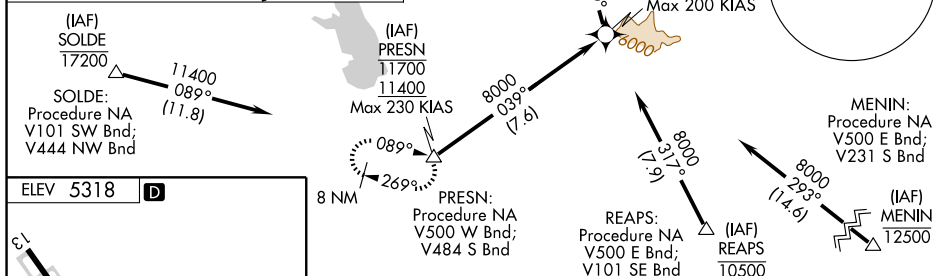 Max 200 KIAS
6000
(IAF)
SOLDE
17200
11400
089°
(11.8)
SOLDE:
Procedure NA
V101 SW Bnd;
V444 NW Bnd
(IAF)
PRESN
11700
11400
Max 230 KIAS
8000
039°
(7.6)
089°
269°
8 NM
PRESN:
Procedure NA
V500 W Bnd;
V484 S Bnd
8000
317°
(7.9)
REAPS:
Procedure NA
V500 E Bnd;
V101 SE Bnd
(IAF)
REAPS
10500
MENIN:
Procedure NA
V500 E Bnd;
V231 S Bnd
8000
293°
(14.6)
(IAF)
MENIN
12500
ELEV 5318 D
13